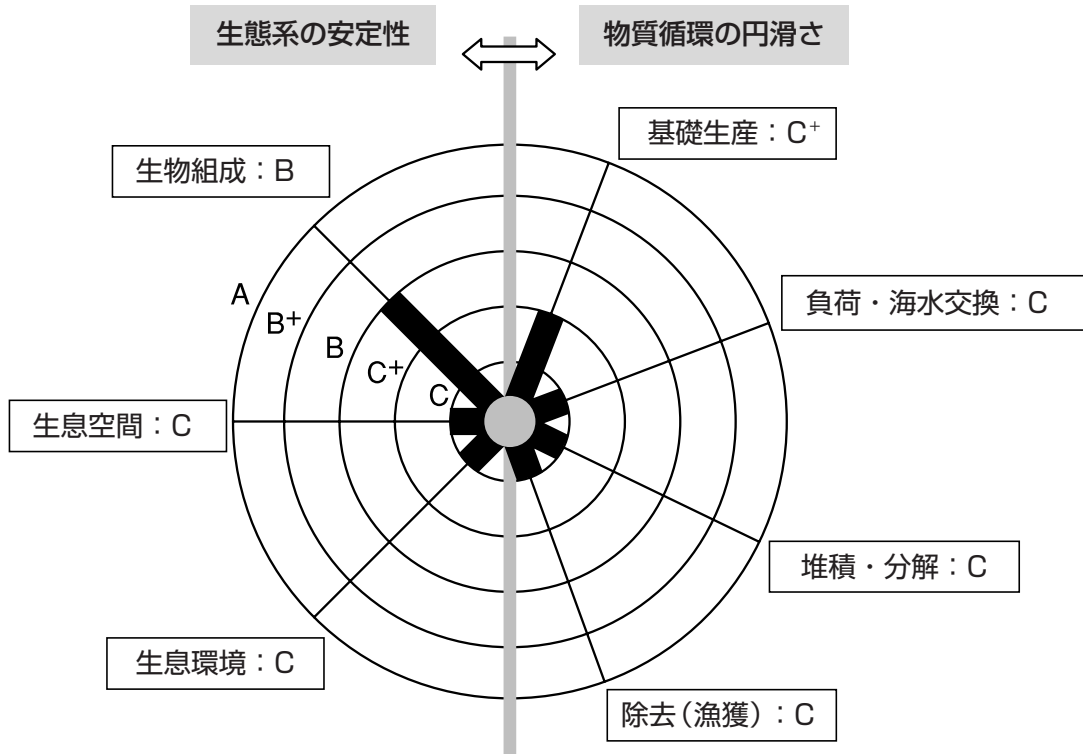 生態系の安定性
物質循環の円滑さ
基礎生産：C⁺
生物組成：B
負荷・海水交換：C
A
B⁺
B
C⁺
C
生息空間：C
堆積・分解：C
生息環境：C
除去（漁獲）：C